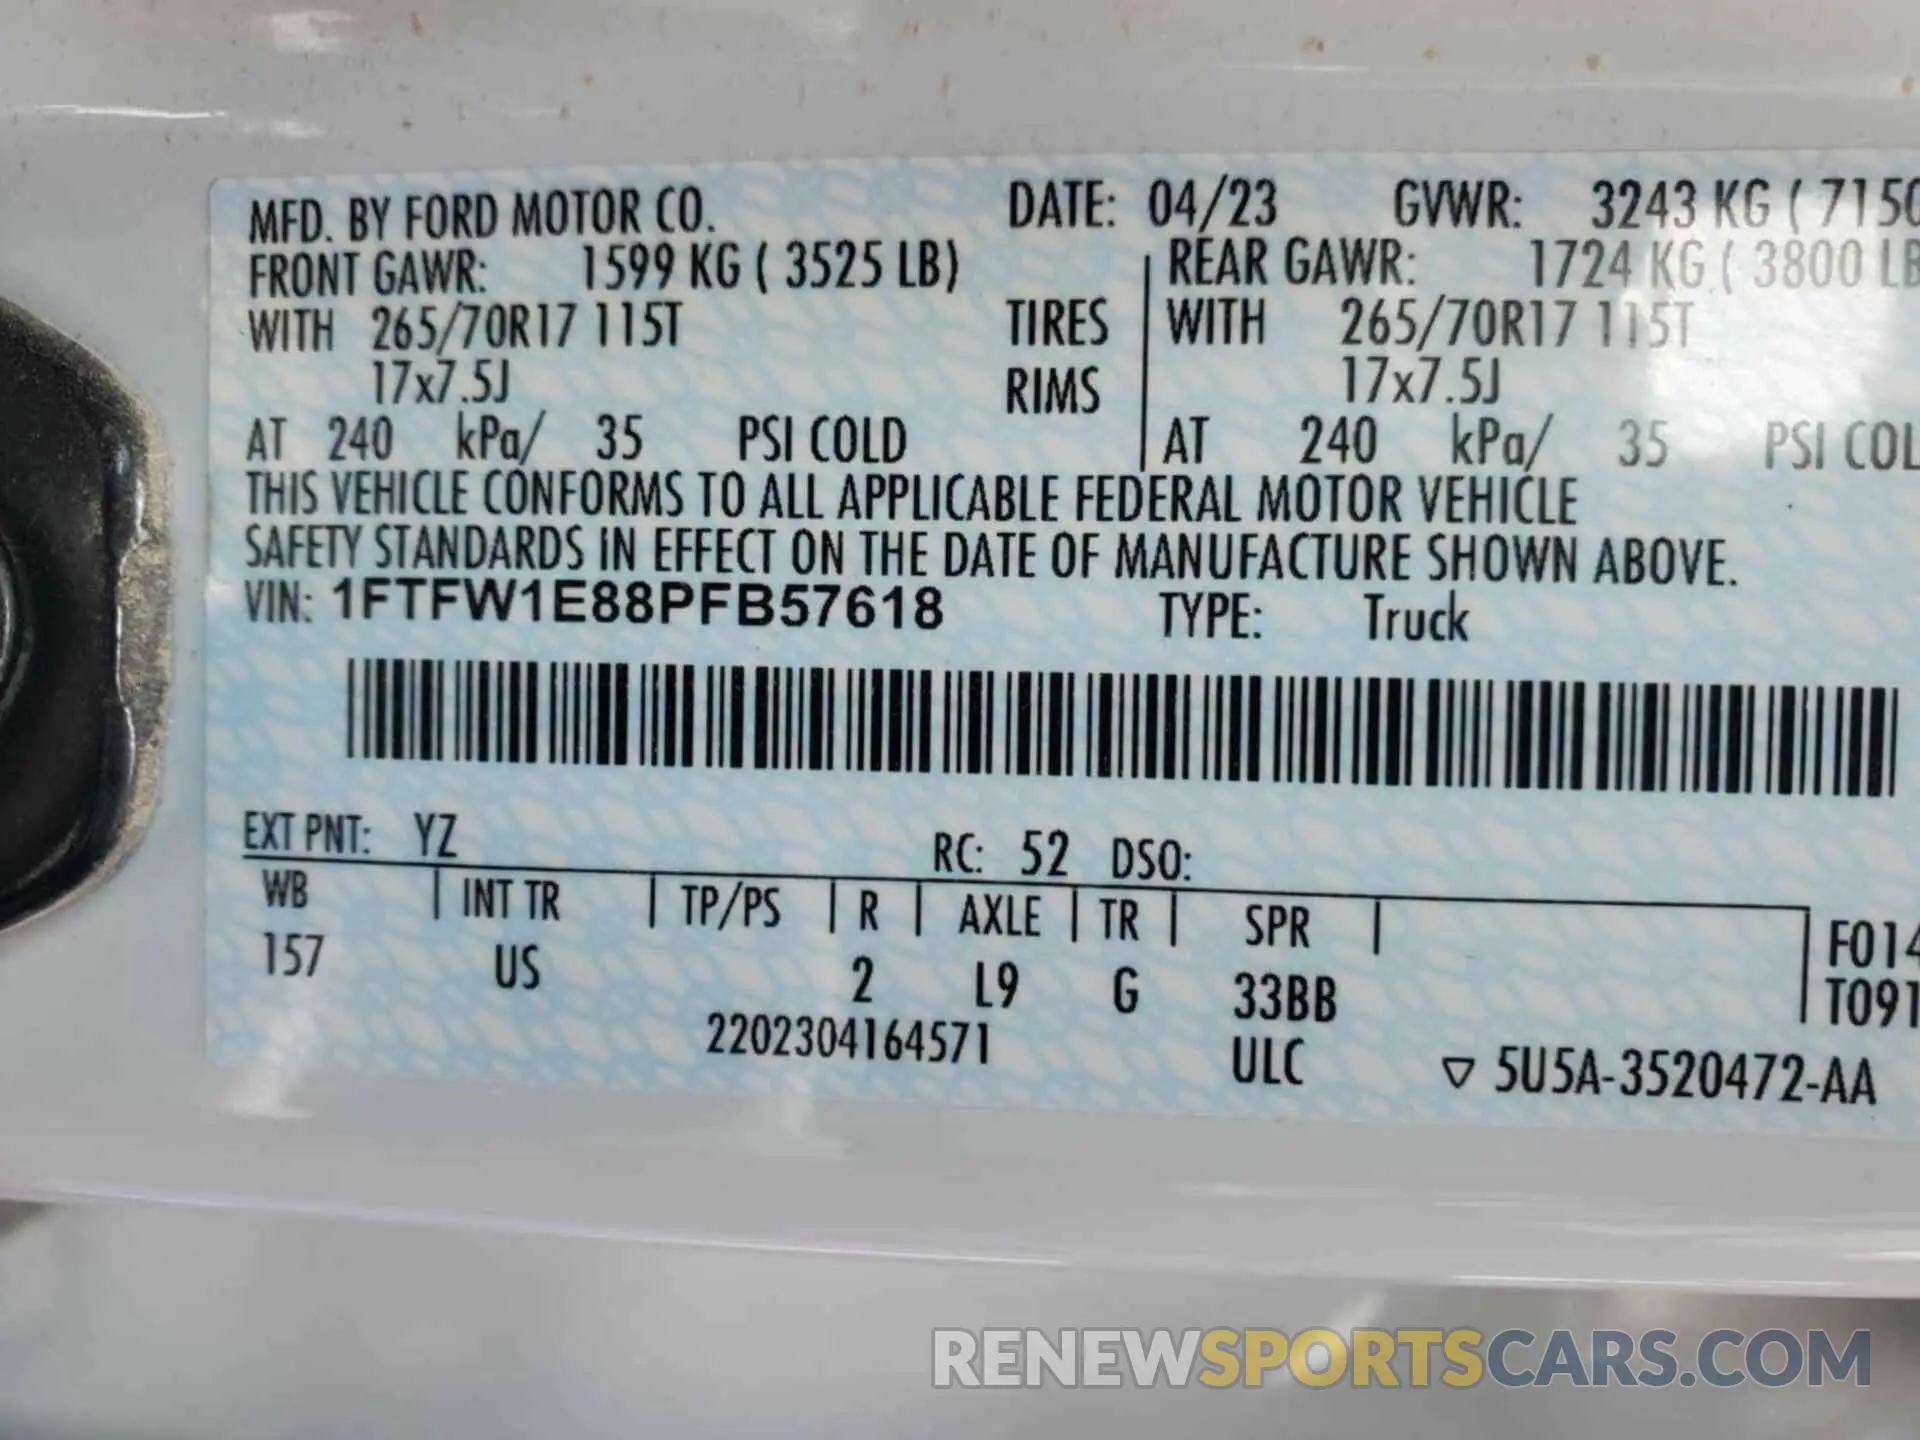 MFD. BY FORD MOTOR CO. DATE: 04/23 GVWR: 3243 KG ( 7150
FRONT GAWR: 1599 KG ( 3525 LB) REAR GAWR: 1724 KG ( 3800 LB
WITH 265/70R17 115T TIRES WITH 265/70R17 115T
17x7.5J RIMS 17x7.5J
AT 240 kPa/ 35 PSI COLD AT 240 kPa/ 35 PSI COL
THIS VEHICLE CONFORMS TO ALL APPLICABLE FEDERAL MOTOR VEHICLE
SAFETY STANDARDS IN EFFECT ON THE DATE OF MANUFACTURE SHOWN ABOVE.
VIN: 1FTFW1E88PFB57618 TYPE: Truck
EXT PNT: YZ RC: 52 DSO:
WB INT TR TP/PS R AXLE TR SPR F014
157 US 2 L9 G 33BB T091
2202304164571 ULC ▽ 5U5A-3520472-AA
RENEWSPORTSCARS.COM